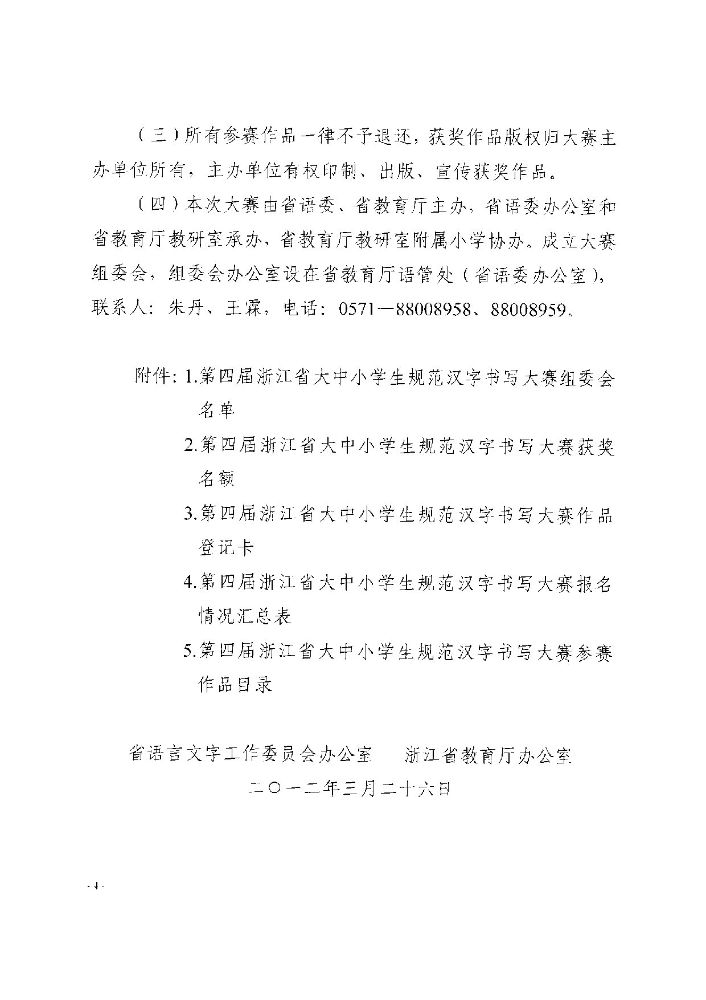 （三）所有参赛作品一律不予退还，获奖作品版权归大赛主
办单位所有，主办单位有权印制、出版、宣传获奖作品。
（四）本次大赛由省语委、省教育厅主办，省语委办公室和
省教育厅教研室承办，省教育厅教研室附属小学协办。成立大赛
组委会，组委会办公室设在省教育厅语管处（省语委办公室），
联系人：朱丹、王霖，电话：0571—88008958、88008959。
附件：1.第四届浙江省大中小学生规范汉字书写大赛组委会
名单
2.第四届浙江省大中小学生规范汉字书写大赛获奖
名额
3.第四届浙江省大中小学生规范汉字书写大赛作品
登记卡
4.第四届浙江省大中小学生规范汉字书写大赛报名
情况汇总表
5.第四届浙江省大中小学生规范汉字书写大赛参赛
作品目录
省语言文字工作委员会办公室 浙江省教育厅办公室
二〇一二年三月二十六日
- 4 -